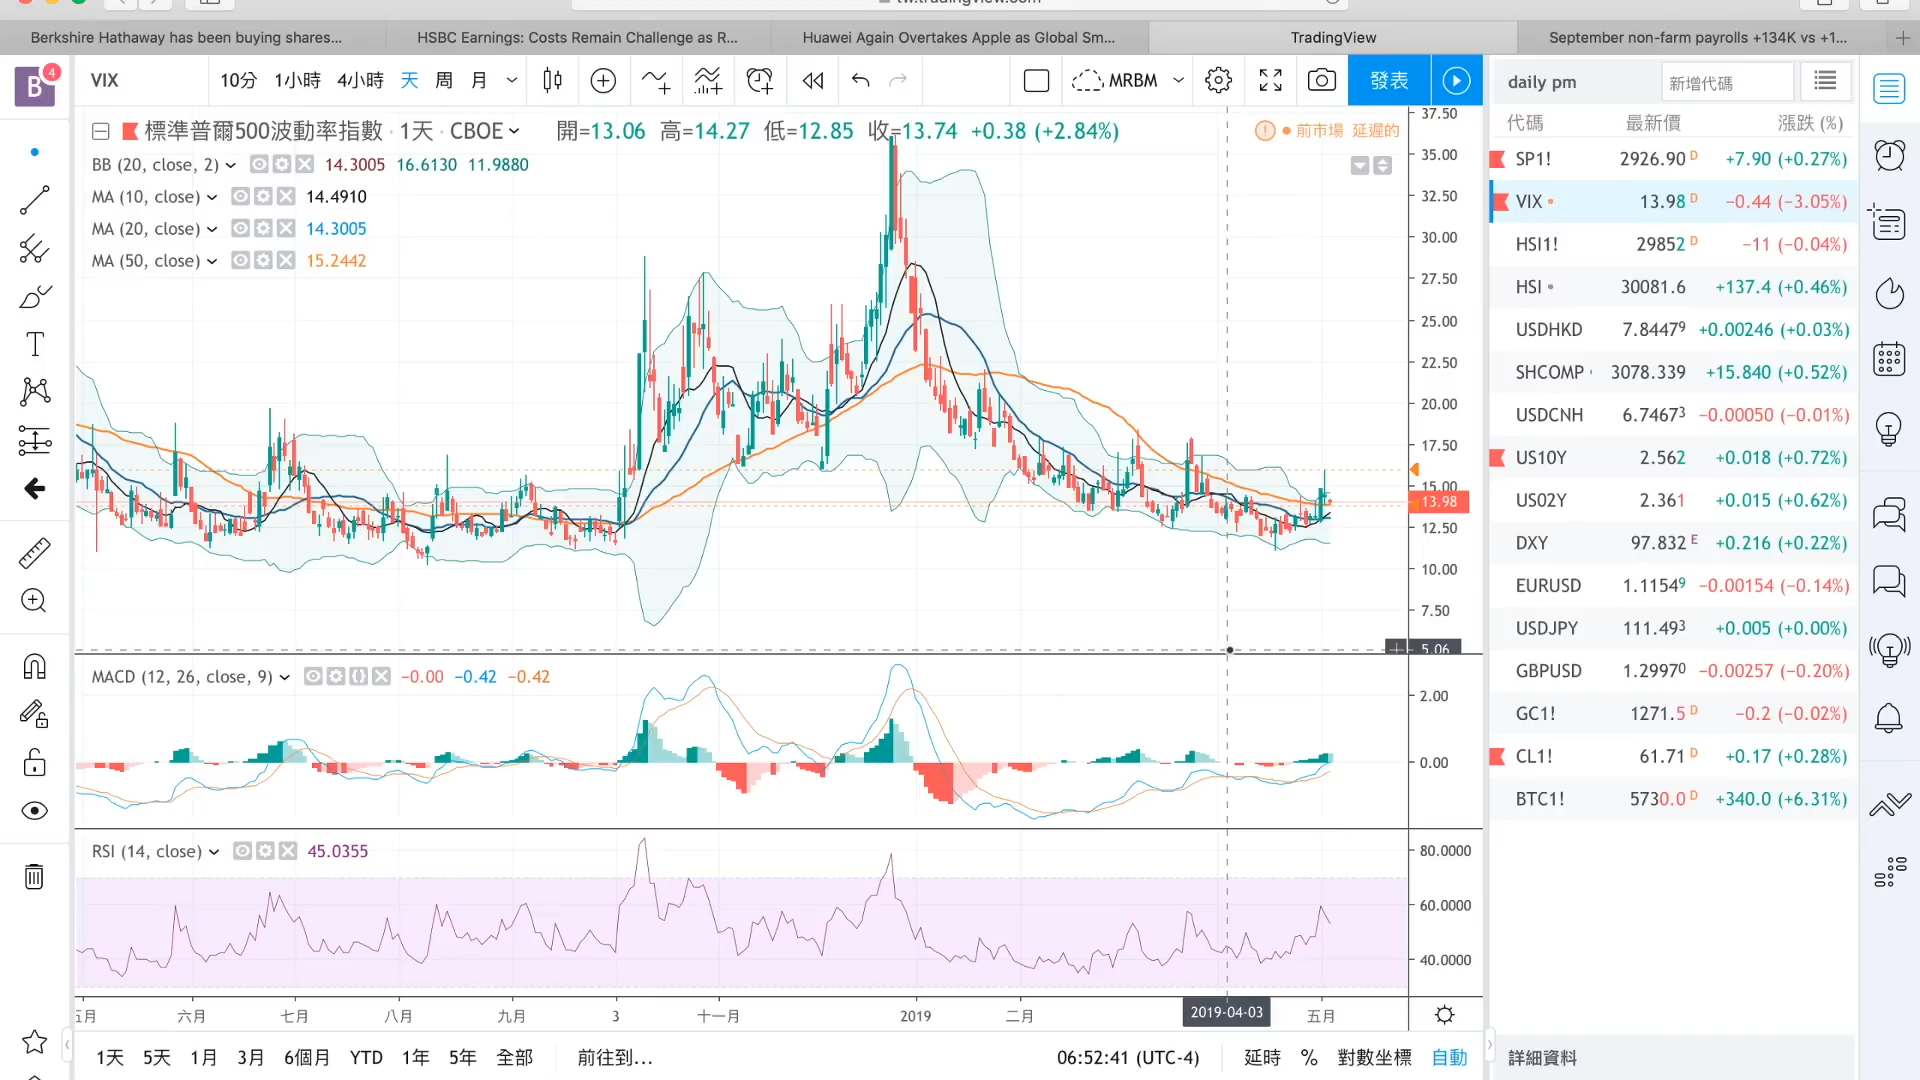 tw.tradingview.com
Berkshire Hathaway has been buying shares...
HSBC Earnings: Costs Remain Challenge as R...
Huawei Again Overtakes Apple as Global Sm...
TradingView
September non-farm payrolls +134K vs +1...
B 4
VIX
10分 1小時 4小時 天 周 月
MRBM
發表
daily pm
新增代碼
標準普爾500波動率指數 · 1天 · CBOE 開=13.06 高=14.27 低=12.85 收=13.74 +0.38 (+2.84%)
前市場 延遲的
BB (20, close, 2) 14.3005 16.6130 11.9880
MA (10, close) 14.4910
MA (20, close) 14.3005
MA (50, close) 15.2442
37.50
35.00
32.50
30.00
27.50
25.00
22.50
20.00
17.50
15.00
13.98
12.50
10.00
7.50
5.06
MACD (12, 26, close, 9) −0.00 −0.42 −0.42
2.00
0.00
RSI (14, close) 45.0355
80.0000
60.0000
40.0000
五月 六月 七月 八月 九月 3 十一月 2019 二月 2019-04-03 五月
1天 5天 1月 3月 6個月 YTD 1年 5年 全部 前往到...
06:52:41 (UTC-4) 延時 % 對數坐標 自動
代碼 最新價 漲跌 (%)
SP1! 2926.90 D +7.90 (+0.27%)
VIX 13.98 D −0.44 (−3.05%)
HSI1! 29852 D −11 (−0.04%)
HSI 30081.6 +137.4 (+0.46%)
USDHKD 7.84479 +0.00246 (+0.03%)
SHCOMP 3078.339 +15.840 (+0.52%)
USDCNH 6.74673 −0.00050 (−0.01%)
US10Y 2.562 +0.018 (+0.72%)
US02Y 2.361 +0.015 (+0.62%)
DXY 97.832 E +0.216 (+0.22%)
EURUSD 1.11549 −0.00154 (−0.14%)
USDJPY 111.493 +0.005 (+0.00%)
GBPUSD 1.29970 −0.00257 (−0.20%)
GC1! 1271.5 D −0.2 (−0.02%)
CL1! 61.71 D +0.17 (+0.28%)
BTC1! 5730.0 D +340.0 (+6.31%)
詳細資料